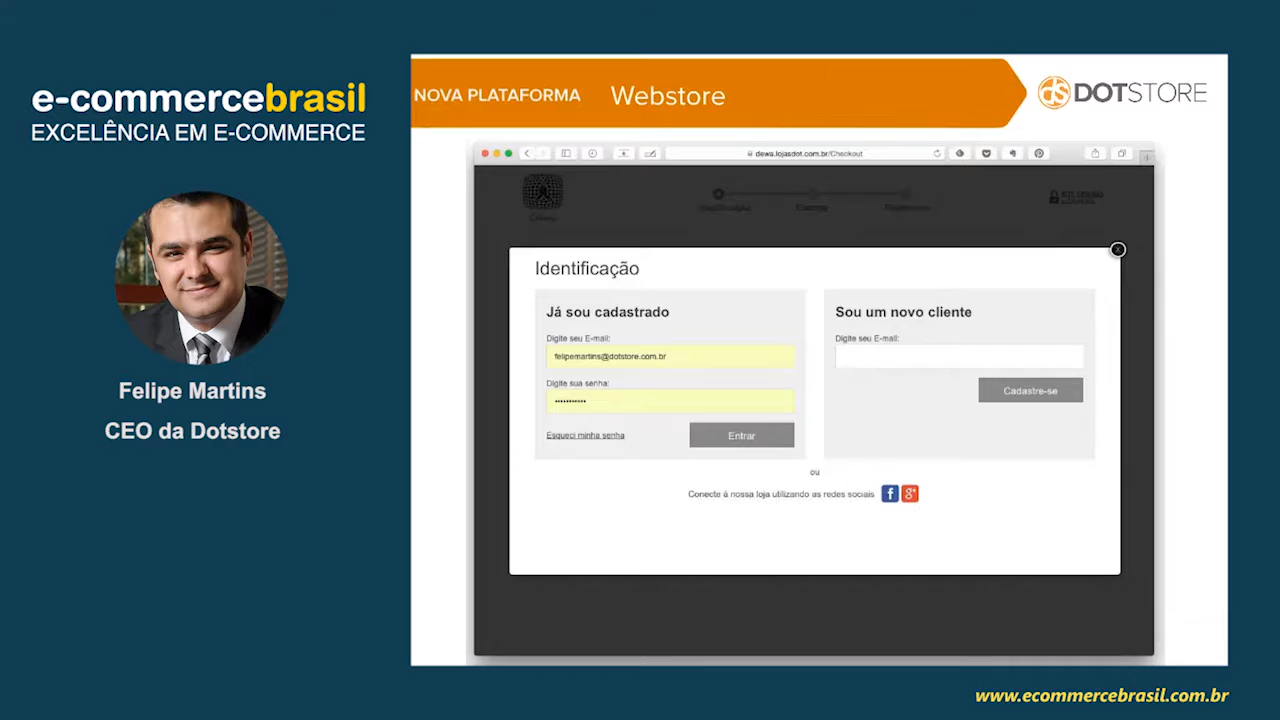 e-commercebrasil
EXCELÊNCIA EM E-COMMERCE
Felipe Martins
CEO da Dotstore
NOVA PLATAFORMA Webstore
DOTSTORE
dewa.lojasdot.com.br/Checkout
Identificação
Já sou cadastrado
Digite seu E-mail:
felipemartins@dotstore.com.br
Digite sua senha:
•••••••••••
Esqueci minha senha
Entrar
Sou um novo cliente
Digite seu E-mail:
Cadastre-se
ou
Conecte à nossa loja utilizando as redes sociais
www.ecommercebrasil.com.br